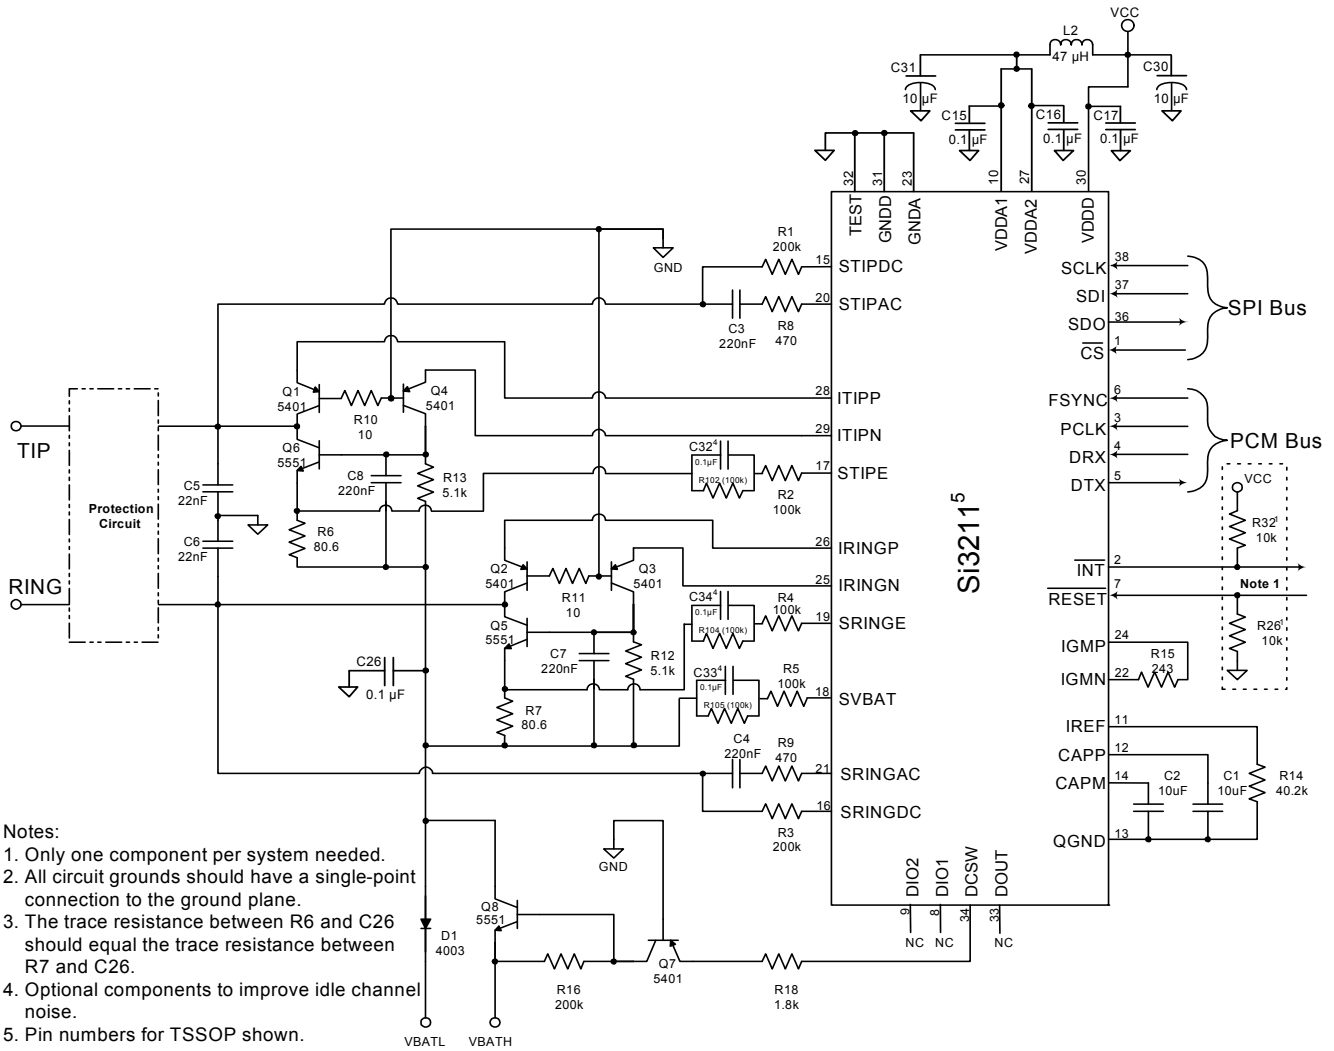 VCC
L2
47 µH
C31
10 µF
C30
10 µF
C15
0.1 µF
C16
0.1 µF
C17
0.1 µF
32
31
23
10
27
30
TEST
GNDD
GNDA
VDDA1
VDDA2
VDDD
GND
R1
200k
15
STIPDC
C3
220nF
R8
470
20
STIPAC
SCLK
38
SDI
37
SDO
36
CS
1
SPI Bus
Q1
5401
R10
10
Q4
5401
28
ITIPP
29
ITIPN
FSYNC
6
PCLK
3
DRX
4
DTX
5
PCM Bus
TIP
Q6
5551
C8
220nF
R13
5.1k
C32⁴
0.1µF
R102 (100k)
R2
100k
17
STIPE
VCC
Protection
Circuit
C5
22nF
C6
22nF
R6
80.6
Si3211⁵
R32¹
10k
26
IRINGP
INT
2
RING
Q2
5401
R11
10
Q3
5401
25
IRINGN
RESET
7
Note 1
R26¹
10k
Q5
5551
C7
220nF
R12
5.1k
C34⁴
0.1µF
R104 (100k)
R4
100k
19
SRINGE
IGMP
24
R15
243
IGMN
22
C26
0.1 µF
R7
80.6
C33⁴
0.1µF
R105 (100k)
R5
100k
18
SVBAT
IREF
11
CAPP
12
CAPM
14
C2
10uF
C1
10uF
R14
40.2k
QGND
13
C4
220nF
R9
470
21
SRINGAC
16
SRINGDC
R3
200k
GND
DIO2
DIO1
DCSW
DOUT
9
8
34
33
NC
NC
NC
Q8
5551
D1
4003
R16
200k
Q7
5401
R18
1.8k
VBATL
VBATH
Notes:
1. Only one component per system needed.
2. All circuit grounds should have a single-point
connection to the ground plane.
3. The trace resistance between R6 and C26
should equal the trace resistance between
R7 and C26.
4. Optional components to improve idle channel
noise.
5. Pin numbers for TSSOP shown.